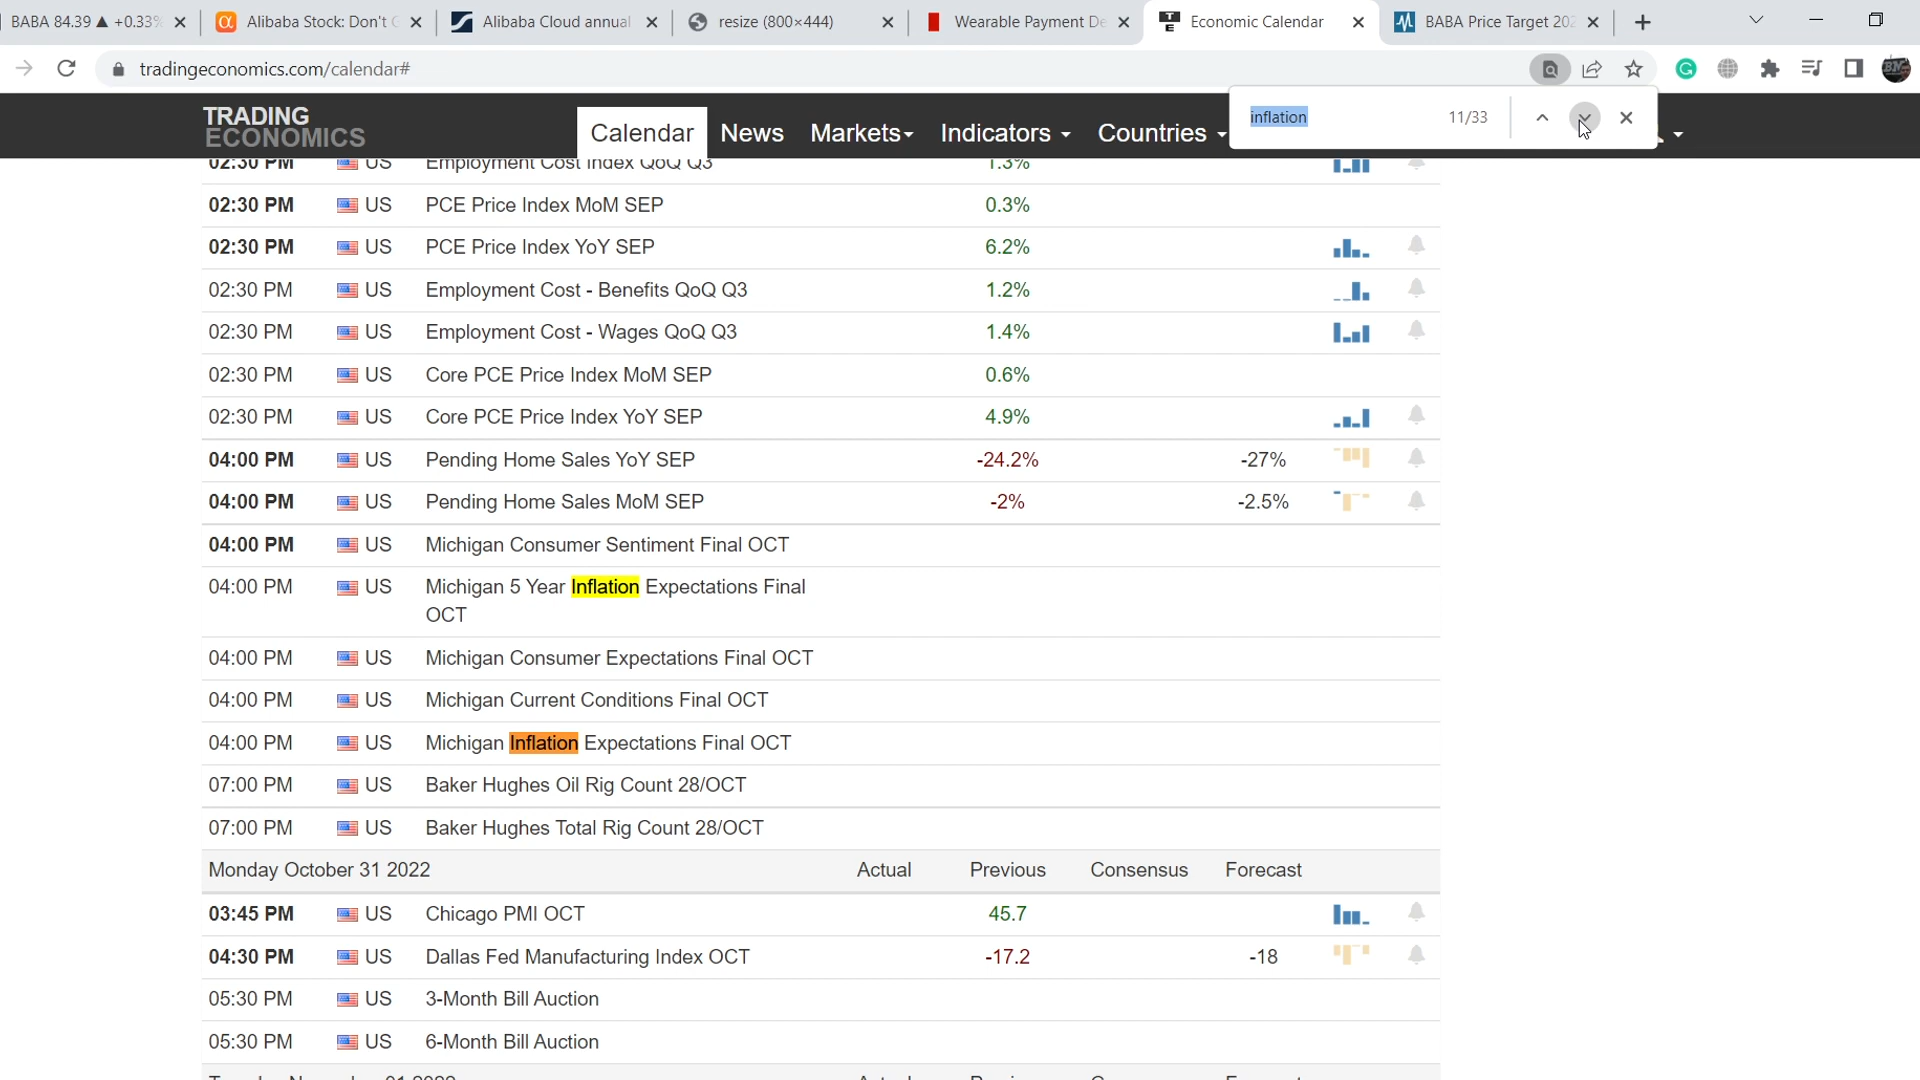 BABA 84.39 ▲ +0.33%
Alibaba Stock: Don't
Alibaba Cloud annual
resize (800×444)
Wearable Payment De
Economic Calendar
BABA Price Target 202
tradingeconomics.com/calendar#
inflation 11/33
TRADING
ECONOMICS
Calendar News Markets Indicators Countries
02:30 PM US Employment Cost Index QoQ Q3 1.3%
02:30 PM US PCE Price Index MoM SEP 0.3%
02:30 PM US PCE Price Index YoY SEP 6.2%
02:30 PM US Employment Cost - Benefits QoQ Q3 1.2%
02:30 PM US Employment Cost - Wages QoQ Q3 1.4%
02:30 PM US Core PCE Price Index MoM SEP 0.6%
02:30 PM US Core PCE Price Index YoY SEP 4.9%
04:00 PM US Pending Home Sales YoY SEP -24.2% -27%
04:00 PM US Pending Home Sales MoM SEP -2% -2.5%
04:00 PM US Michigan Consumer Sentiment Final OCT
04:00 PM US Michigan 5 Year Inflation Expectations Final
OCT
04:00 PM US Michigan Consumer Expectations Final OCT
04:00 PM US Michigan Current Conditions Final OCT
04:00 PM US Michigan Inflation Expectations Final OCT
07:00 PM US Baker Hughes Oil Rig Count 28/OCT
07:00 PM US Baker Hughes Total Rig Count 28/OCT
Monday October 31 2022 Actual Previous Consensus Forecast
03:45 PM US Chicago PMI OCT 45.7
04:30 PM US Dallas Fed Manufacturing Index OCT -17.2 -18
05:30 PM US 3-Month Bill Auction
05:30 PM US 6-Month Bill Auction